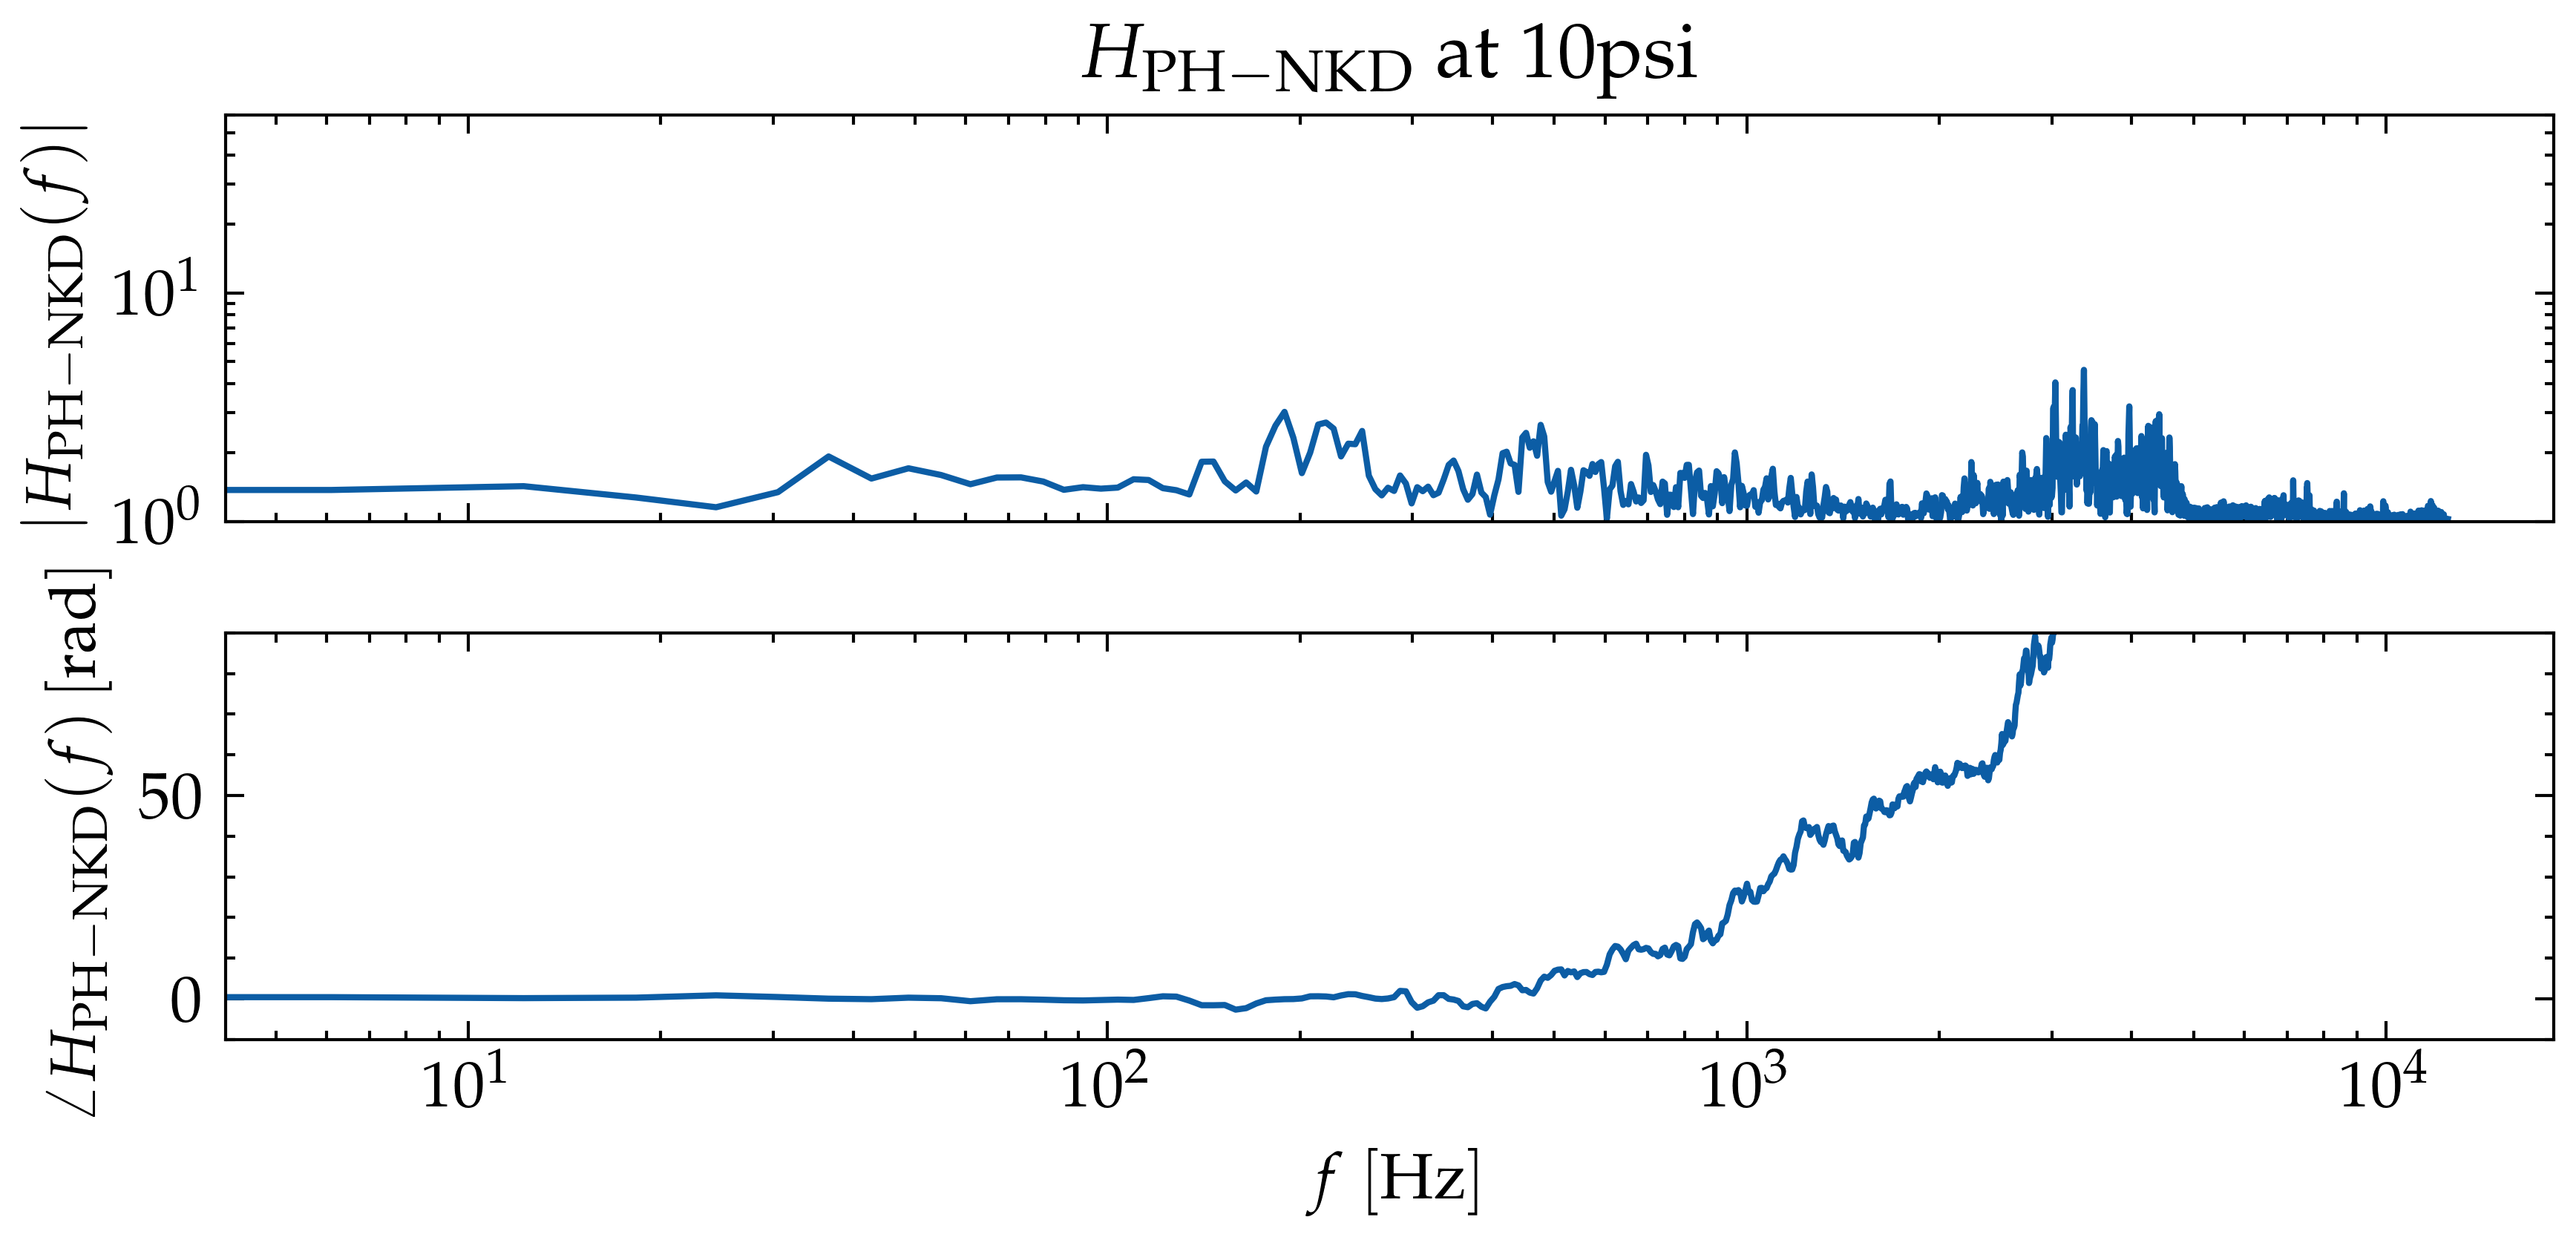 H_PH−NKD at 10psi
|H_PH−NKD(f)|
10^1
10^0
∠H_PH−NKD(f) [rad]
50
0
10^1 10^2 10^3 10^4
f [Hz]